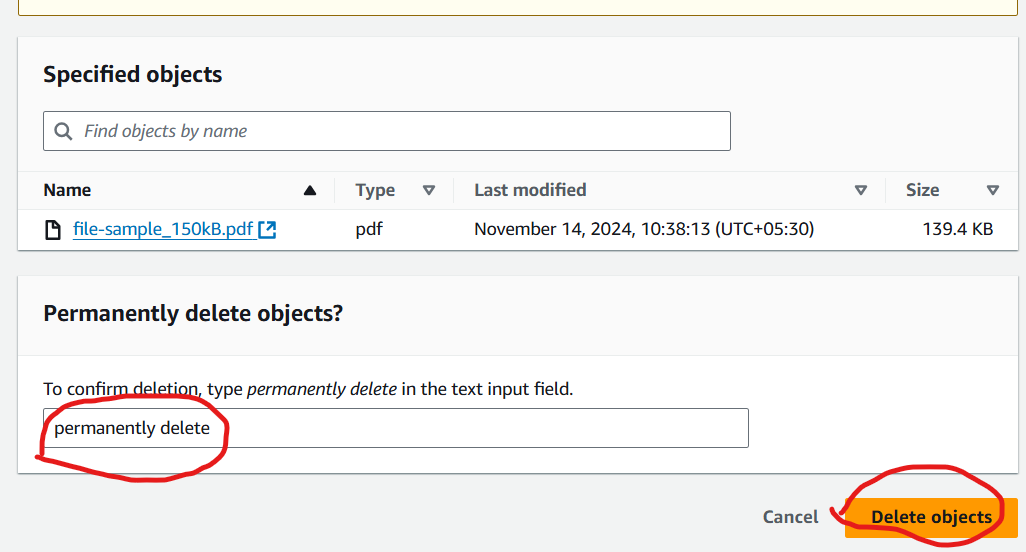 Specified objects
Find objects by name
Name Type Last modified Size
file-sample_150kB.pdf pdf November 14, 2024, 10:38:13 (UTC+05:30) 139.4 KB
Permanently delete objects?
To confirm deletion, type permanently delete in the text input field.
permanently delete
Cancel Delete objects